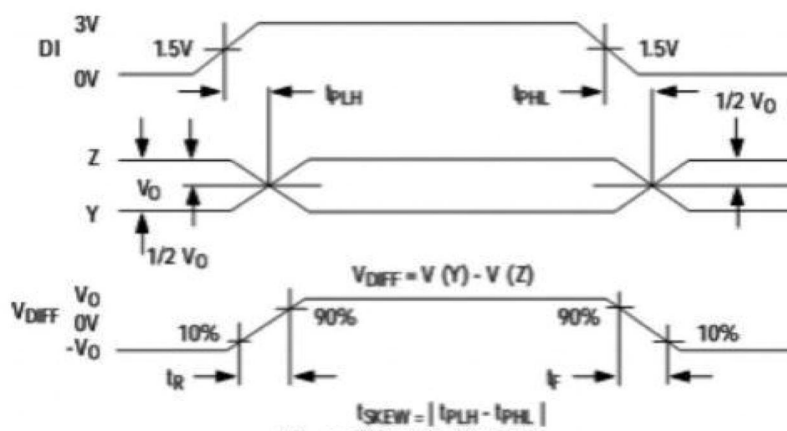 3V
DI 1.5V 1.5V
0V
tPLH tPHL 1/2 VO
Z
VO
Y
1/2 VO
VDIFF = V (Y) - V (Z)
VO
VDIFF 0V 90% 90%
10% 10%
-VO
tR tF
tSKEW = | tPLH - tPHL |